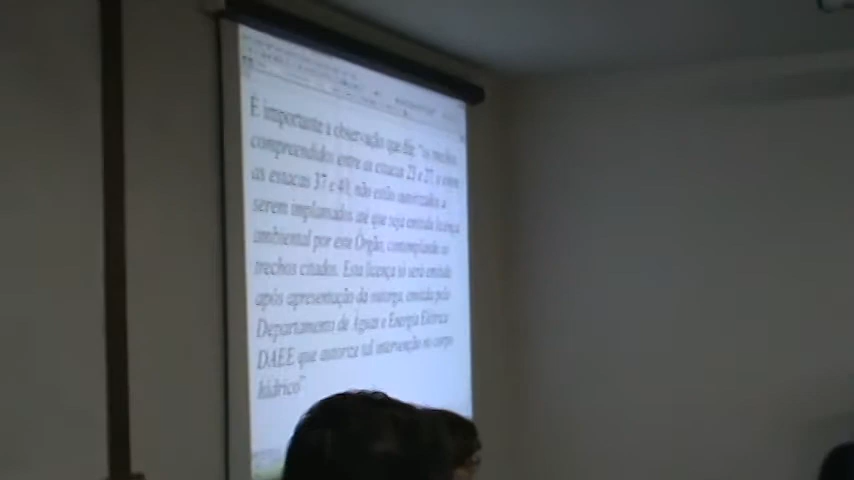 É importante a observação que diz "os trechos
compreendidos entre as estacas 23 e 27, e entre
as estacas 37 e 40, não estão autorizados a
serem implantados até que seja emitida licença
ambiental por este Órgão, contemplando os
trechos citados. Esta licença só será emitida
após apresentação da outorga, emitida pelo
Departamento de Águas e Energia Elétrica
DAEE que autorize tal intervenção no corpo
hídrico"